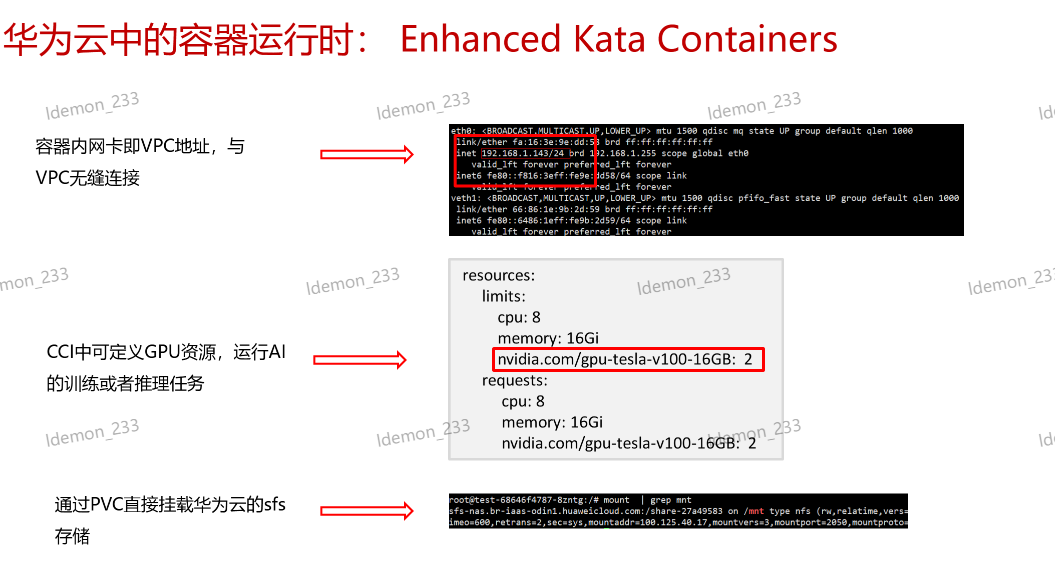 华为云中的容器运行时： Enhanced Kata Containers
ldemon_233 ldemon_233 ldemon_233 ld
容器内网卡即VPC地址，与
VPC无缝连接
eth0: <BROADCAST,MULTICAST,UP,LOWER_UP> mtu 1500 qdisc mq state UP group default qlen 1000
link/ether fa:16:3e:9e:dd:58 brd ff:ff:ff:ff:ff:ff
inet 192.168.1.143/24 brd 192.168.1.255 scope global eth0
valid_lft forever preferred_lft forever
inet6 fe80::f816:3eff:fe9e:dd58/64 scope link
valid_lft forever preferred_lft forever
veth1: <BROADCAST,MULTICAST,UP,LOWER_UP> mtu 1500 qdisc pfifo_fast state UP group default qlen 1000
link/ether 66:86:1e:9b:2d:59 brd ff:ff:ff:ff:ff:ff
inet6 fe80::6486:1eff:fe9b:2d59/64 scope link
valid_lft forever preferred_lft forever
emon_233 ldemon_233 ldemon_233 ldemon_233
CCI中可定义GPU资源，运行AI
的训练或者推理任务
resources:
limits:
cpu: 8
memory: 16Gi
nvidia.com/gpu-tesla-v100-16GB: 2
requests:
cpu: 8
memory: 16Gi
nvidia.com/gpu-tesla-v100-16GB: 2
ldemon_233 ldemon_233 ldemon_233 ld
通过PVC直接挂载华为云的sfs
存储
root@test-68646f4787-8zntg:/# mount | grep mnt
sfs-nas.br-iaas-odin1.huaweicloud.com:/share-27a49583 on /mnt type nfs (rw,relatime,vers=
imeo=600,retrans=2,sec=sys,mountaddr=100.125.40.17,mountvers=3,mountport=2050,mountproto=